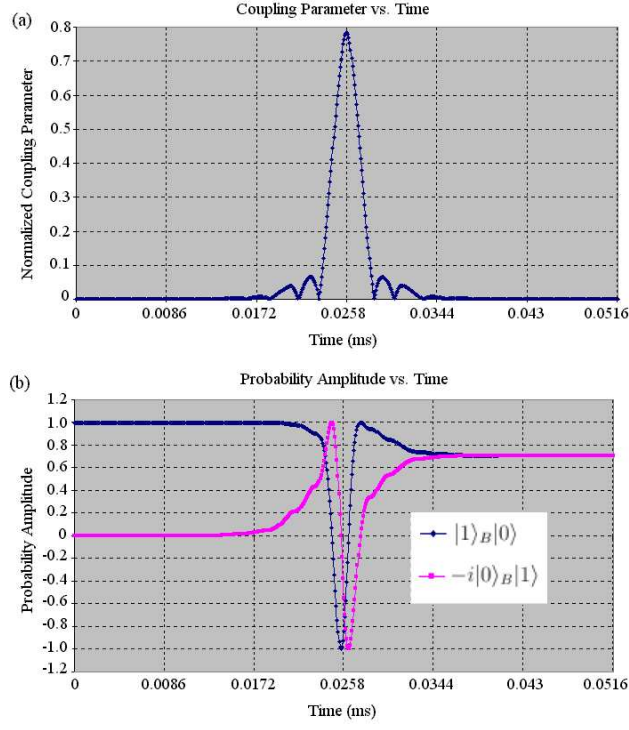 (a)
Coupling Parameter vs. Time
Normalized Coupling Parameter
0.8
0.7
0.6
0.5
0.4
0.3
0.2
0.1
0
0 0.0086 0.0172 0.0258 0.0344 0.043 0.0516
Time (ms)
(b)
Probability Amplitude vs. Time
Probability Amplitude
1.2
1.0
0.8
0.6
0.4
0.2
0
-0.2
-0.4
-0.6
-0.8
-1.0
-1.2
|1⟩_B|0⟩
−i|0⟩_B|1⟩
0 0.0086 0.0172 0.0258 0.0344 0.043 0.0516
Time (ms)